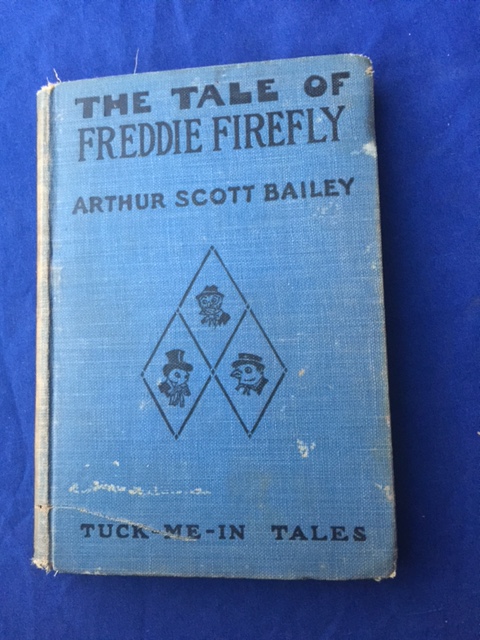 THE TALE OF
FREDDIE FIREFLY
ARTHUR SCOTT BAILEY
TUCK-ME-IN TALES